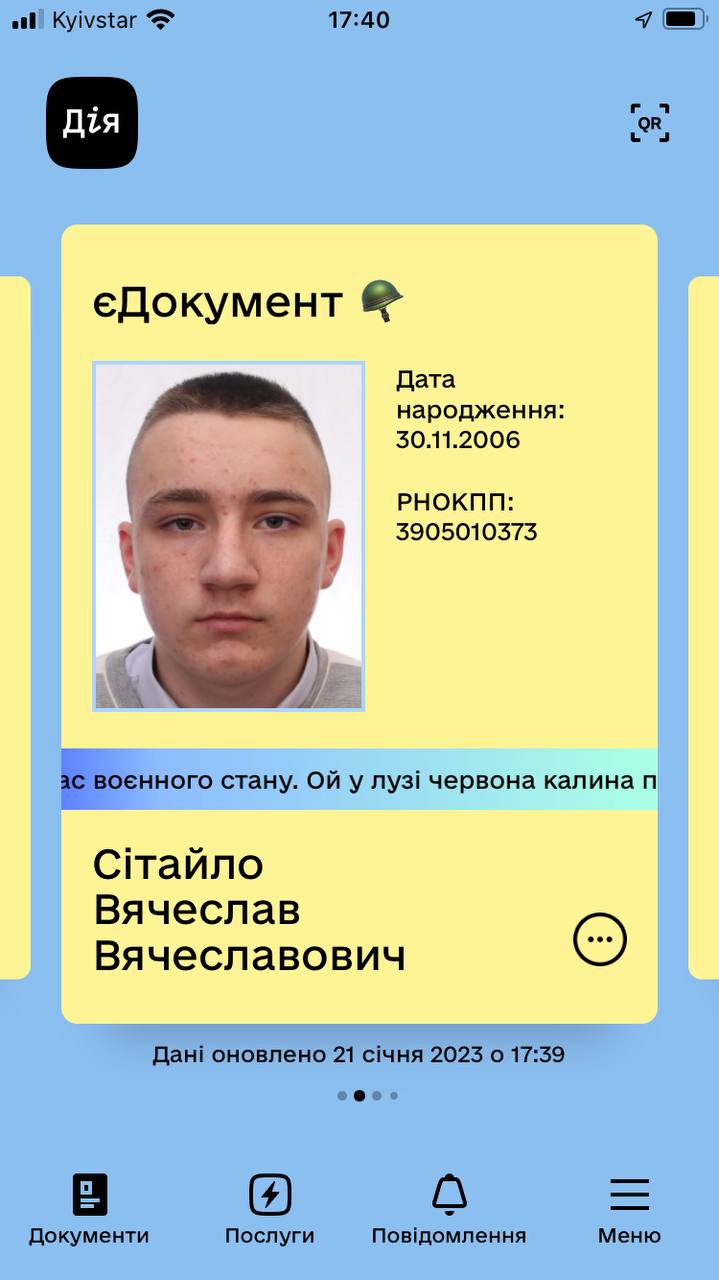 Kyivstar 17:40
Дія
QR
єДокумент
Дата
народження:
30.11.2006
РНОКПП:
3905010373
воєнного стану. Ой у лузі червона калина
Сітайло
Вячеслав
Вячеславович
Дані оновлено 21 січня 2023 о 17:39
Документи Послуги Повідомлення Меню